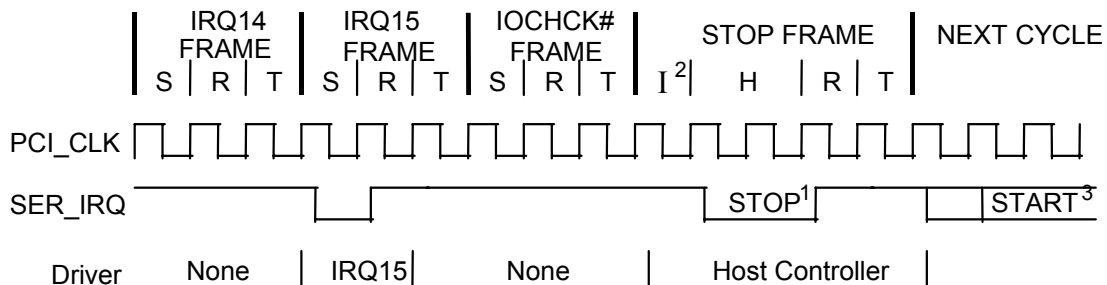 IRQ14 FRAME
IRQ15 FRAME
IOCHCK# FRAME
STOP FRAME
NEXT CYCLE
S R T S R T S R T I² H R T
PCI_CLK
SER_IRQ STOP¹ START³
Driver None IRQ15 None Host Controller